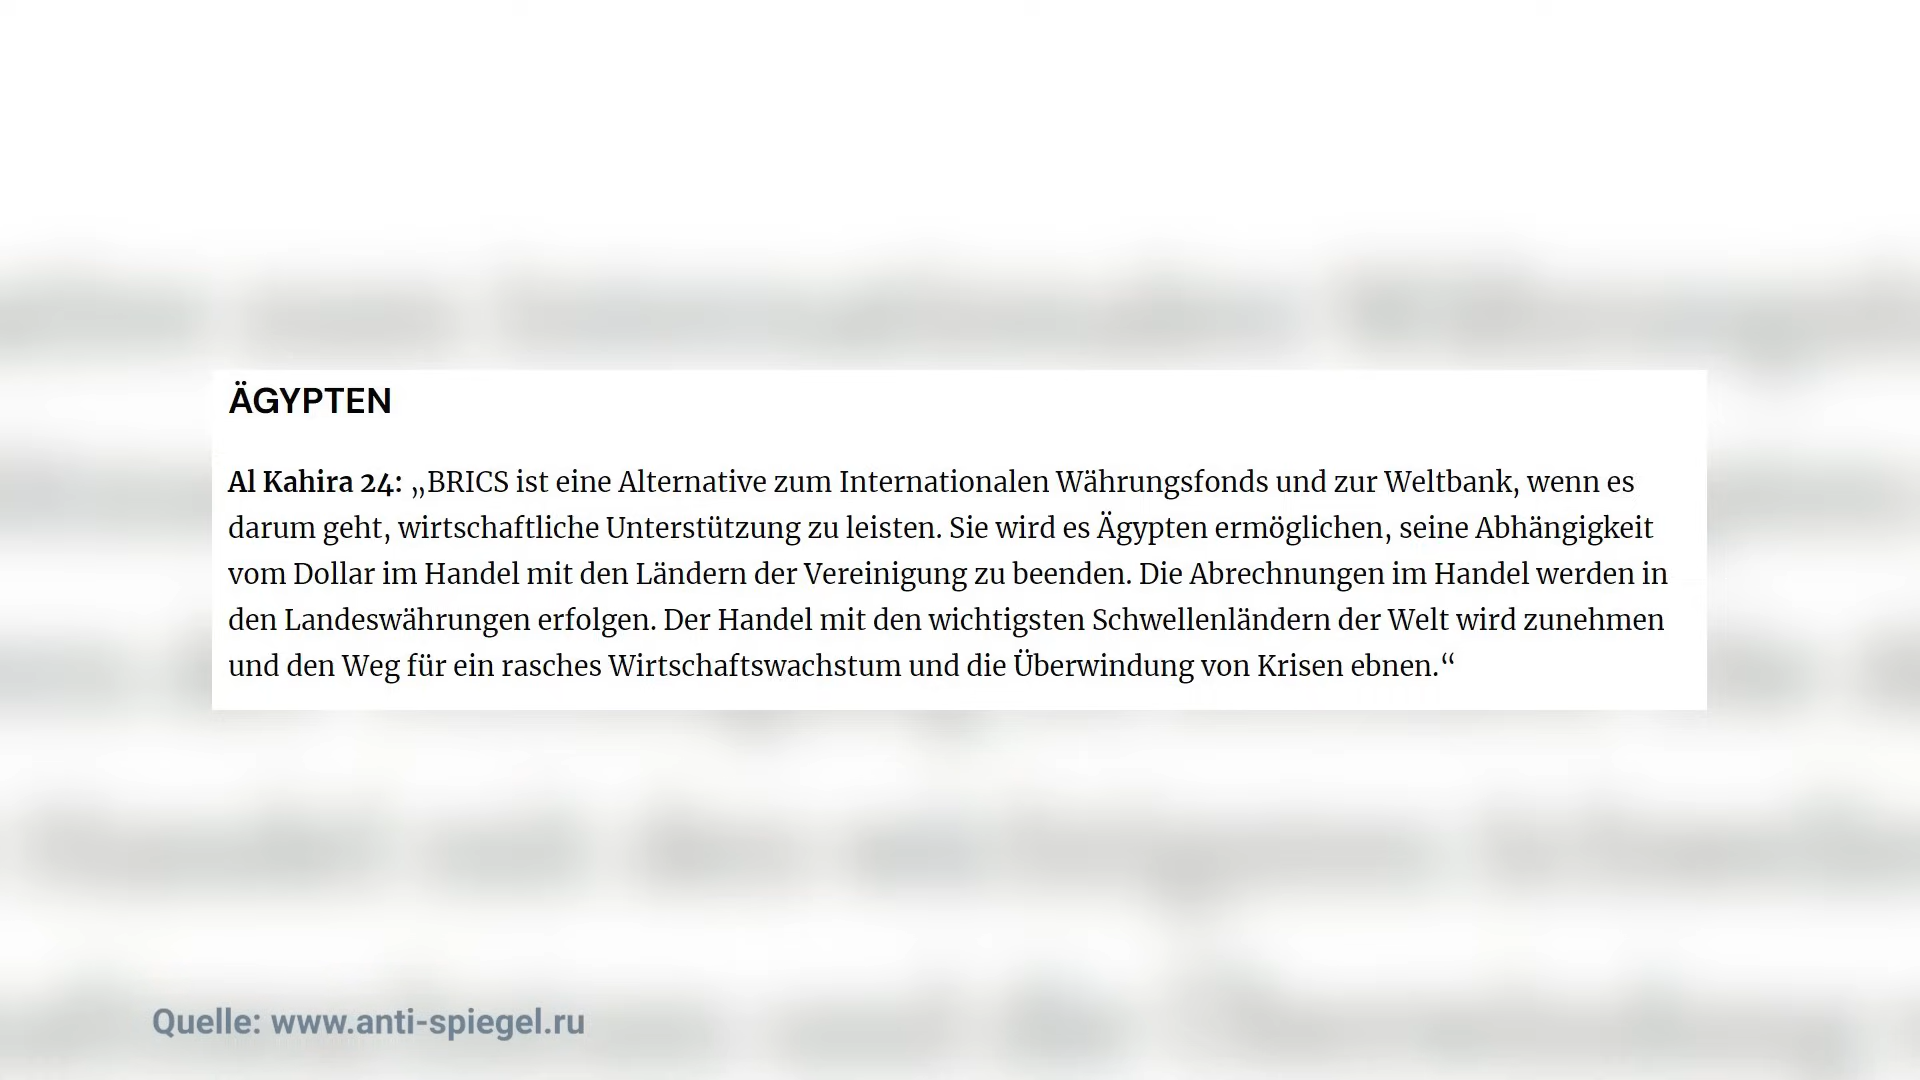 ÄGYPTEN
Al Kahira 24: „BRICS ist eine Alternative zum Internationalen Währungsfonds und zur Weltbank, wenn es
darum geht, wirtschaftliche Unterstützung zu leisten. Sie wird es Ägypten ermöglichen, seine Abhängigkeit
vom Dollar im Handel mit den Ländern der Vereinigung zu beenden. Die Abrechnungen im Handel werden in
den Landeswährungen erfolgen. Der Handel mit den wichtigsten Schwellenländern der Welt wird zunehmen
und den Weg für ein rasches Wirtschaftswachstum und die Überwindung von Krisen ebnen.“
Quelle: www.anti-spiegel.ru